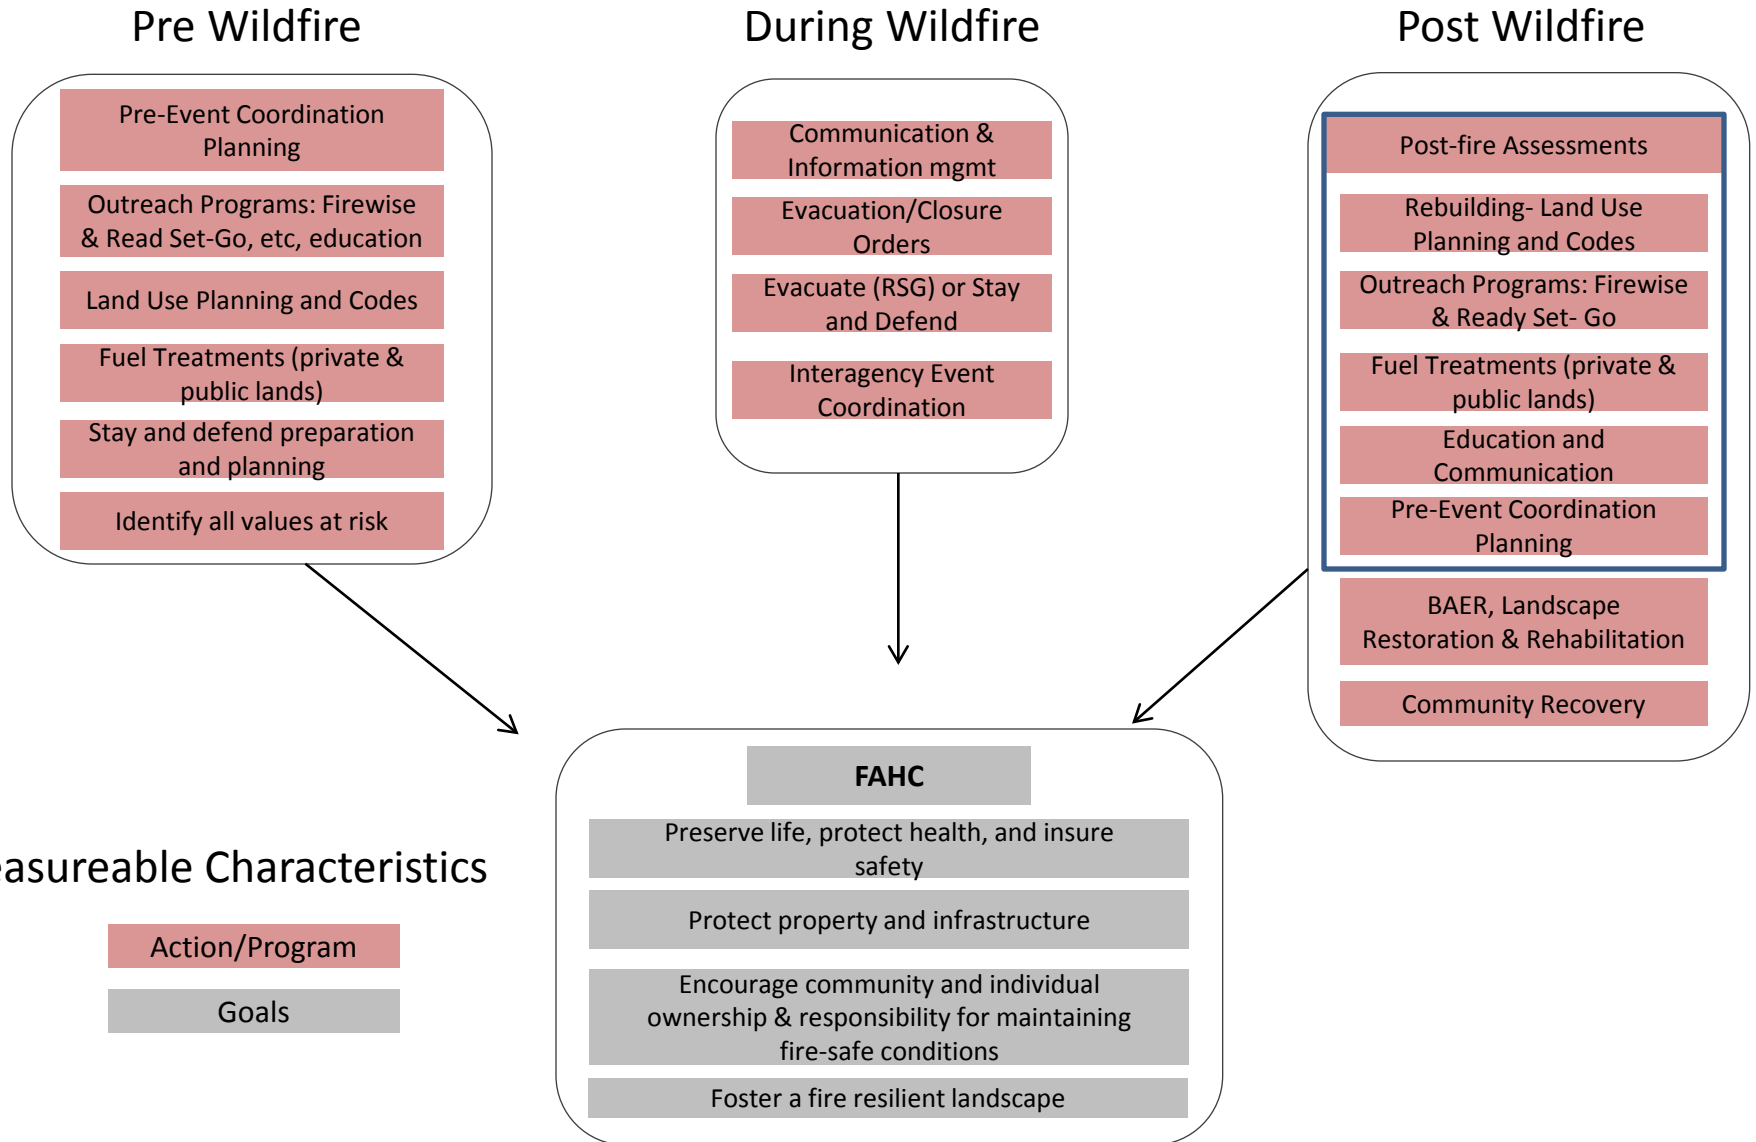 Pre Wildfire
Pre-Event Coordination
Planning
Outreach Programs: Firewise
& Read Set-Go, etc, education
Land Use Planning and Codes
Fuel Treatments (private &
public lands)
Stay and defend preparation
and planning
Identify all values at risk
During Wildfire
Communication &
Information mgmt
Evacuation/Closure
Orders
Evacuate (RSG) or Stay
and Defend
Interagency Event
Coordination
Post Wildfire
Post-fire Assessments
Rebuilding- Land Use
Planning and Codes
Outreach Programs: Firewise
& Ready Set- Go
Fuel Treatments (private &
public lands)
Education and
Communication
Pre-Event Coordination
Planning
BAER, Landscape
Restoration & Rehabilitation
Community Recovery
FAHC
Preserve life, protect health, and insure
safety
Protect property and infrastructure
Encourage community and individual
ownership & responsibility for maintaining
fire-safe conditions
Foster a fire resilient landscape
easureable Characteristics
Action/Program
Goals